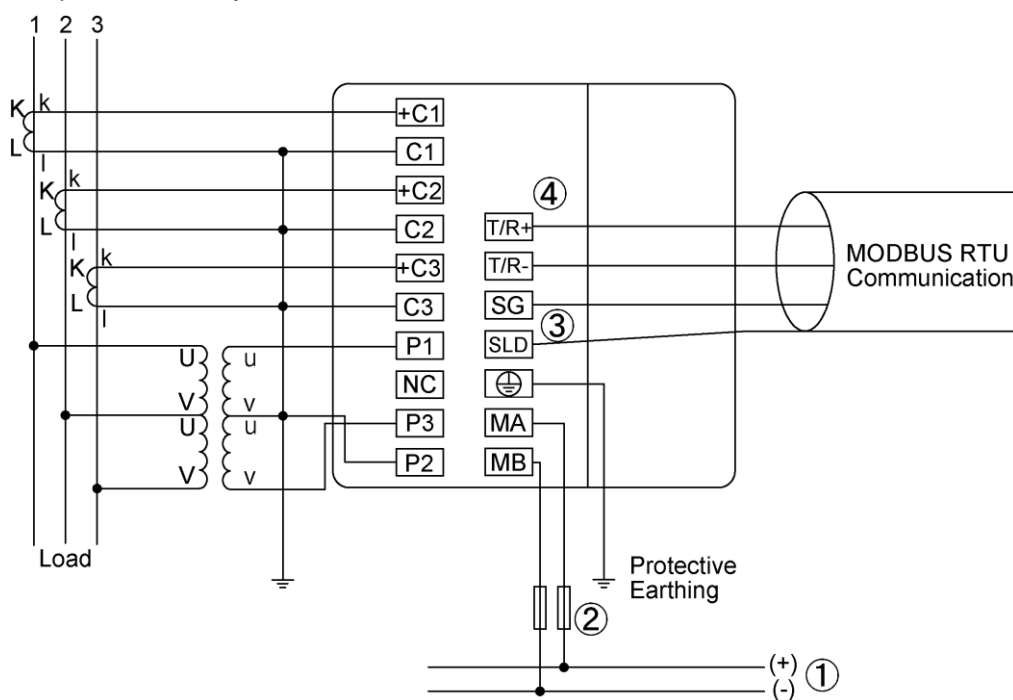 1 2 3
K k
+C1
L l
C1
K k
+C2
④
L l
C2
T/R+
K k
+C3
T/R-
MODBUS RTU
Communication
L l
C3
SG
③
P1
SLD
U u
NC
V v
U u
P3
MA
V v
P2
MB
Load
Protective
Earthing
②
(+)
①
(-)